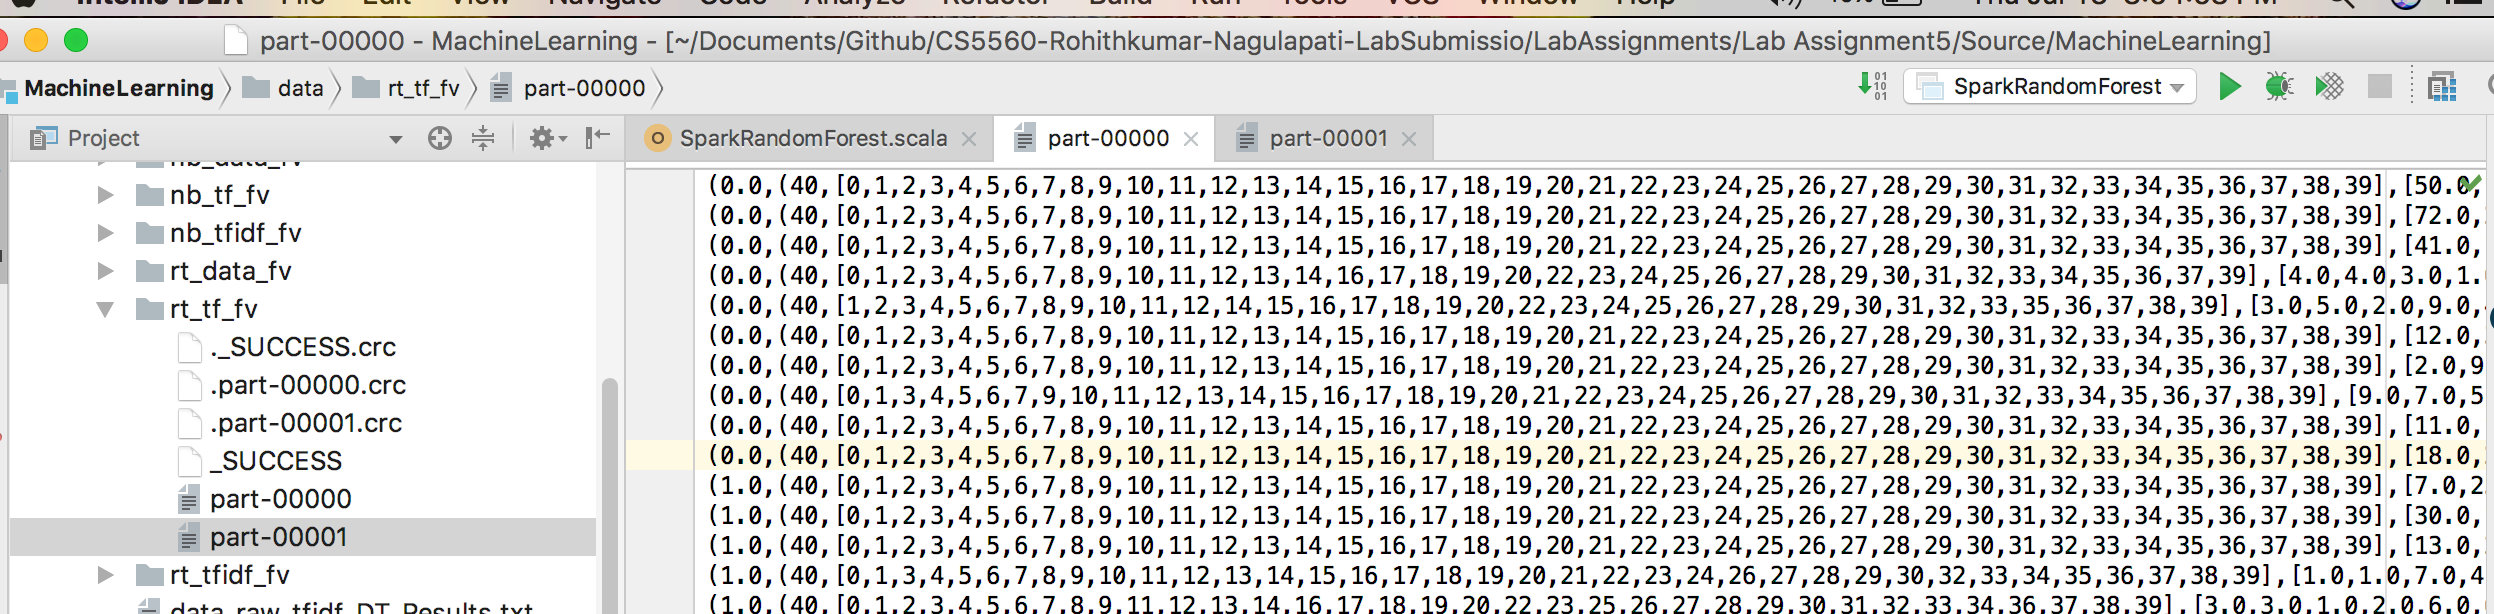 IntelliJ IDEA File Edit View Navigate Code Analyze Refactor Build Run Tools VCS Window Help
part-00000 - MachineLearning - [~/Documents/Github/CS5560-Rohithkumar-Nagulapati-LabSubmissio/LabAssignments/Lab Assignment5/Source/MachineLearning]
MachineLearning data rt_tf_fv part-00000 SparkRandomForest
Project SparkRandomForest.scala part-00000 part-00001
nb_data_fv
nb_tf_fv
nb_tfidf_fv
rt_data_fv
rt_tf_fv
._SUCCESS.crc
.part-00000.crc
.part-00001.crc
_SUCCESS
part-00000
part-00001
rt_tfidf_fv
data_raw_tfidf_DT_Results.txt
(0.0,(40,[0,1,2,3,4,5,6,7,8,9,10,11,12,13,14,15,16,17,18,19,20,21,22,23,24,25,26,27,28,29,30,31,32,33,34,35,36,37,38,39],[50.0,
(0.0,(40,[0,1,2,3,4,5,6,7,8,9,10,11,12,13,14,15,16,17,18,19,20,21,22,23,24,25,26,27,28,29,30,31,32,33,34,35,36,37,38,39],[72.0,
(0.0,(40,[0,1,2,3,4,5,6,7,8,9,10,11,12,13,14,15,16,17,18,19,20,21,22,23,24,25,26,27,28,29,30,31,32,33,34,35,36,37,38,39],[41.0,
(0.0,(40,[0,1,2,3,4,5,6,7,8,9,10,11,12,13,14,16,17,18,19,20,22,23,24,25,26,27,28,29,30,31,32,33,34,35,36,37,39],[4.0,4.0,3.0,1.
(0.0,(40,[1,2,3,4,5,6,7,8,9,10,11,12,14,15,16,17,18,19,20,22,23,24,25,26,27,28,29,30,31,32,33,35,36,37,38,39],[3.0,5.0,2.0,9.0,
(0.0,(40,[0,1,2,3,4,5,6,7,8,9,10,11,12,13,14,15,16,17,18,19,20,21,22,23,24,25,26,27,28,29,30,31,32,33,34,35,36,37,38,39],[12.0,
(0.0,(40,[0,1,2,3,4,5,6,7,8,9,10,11,12,13,14,15,16,17,18,19,20,21,22,23,24,25,26,27,28,29,30,31,32,33,34,35,36,37,38,39],[2.0,9
(0.0,(40,[0,1,3,4,5,6,7,9,10,11,12,13,14,15,16,17,18,19,20,21,22,23,24,25,26,27,28,29,30,31,32,33,34,35,36,37,38,39],[9.0,7.0,5
(0.0,(40,[0,1,2,3,4,5,6,7,8,9,10,11,12,13,14,15,16,17,18,19,20,21,22,23,24,25,26,27,28,29,30,31,32,33,34,35,36,37,38,39],[11.0,
(0.0,(40,[0,1,2,3,4,5,6,7,8,9,10,11,12,13,14,15,16,17,18,19,20,21,22,23,24,25,26,27,28,29,30,31,32,33,34,35,36,37,38,39],[18.0,
(1.0,(40,[0,1,2,3,4,5,6,7,8,9,10,11,12,13,14,15,16,17,18,19,20,21,22,23,24,25,26,27,28,29,30,31,32,33,34,35,36,37,38,39],[7.0,2
(1.0,(40,[0,1,2,3,4,5,6,7,8,9,10,11,12,13,14,15,16,17,18,19,20,21,22,23,24,25,26,27,28,29,30,31,32,33,34,35,36,37,38,39],[30.0,
(1.0,(40,[0,1,2,3,4,5,6,7,8,9,10,11,12,13,14,15,16,17,18,19,20,21,22,23,24,25,26,27,28,29,30,31,32,33,34,35,36,37,38,39],[13.0,
(1.0,(40,[0,1,3,4,5,6,7,8,9,10,11,12,13,14,15,16,17,18,19,20,21,22,23,24,26,27,28,29,30,32,33,34,35,36,37,38,39],[1.0,1.0,7.0,4
(1.0,(40,[0,1,2,3,4,5,6,7,8,9,11,12,13,14,16,17,18,19,20,22,23,25,26,27,28,29,30,31,32,33,34,36,37,38,39],[3.0,3.0,1.0,2.0,6.0